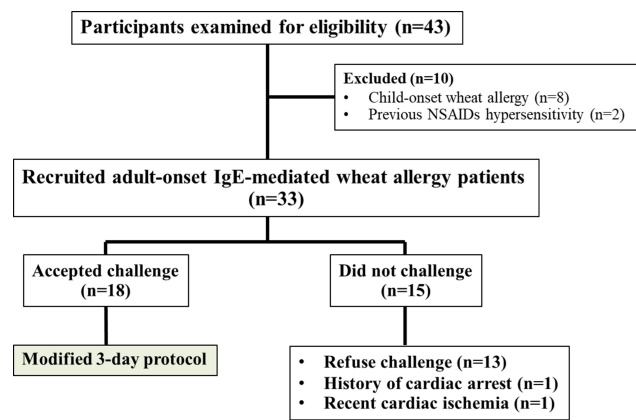 Participants examined for eligibility (n=43)
Excluded (n=10)
• Child-onset wheat allergy (n=8)
• Previous NSAIDs hypersensitivity (n=2)
Recruited adult-onset IgE-mediated wheat allergy patients
(n=33)
Accepted challenge
(n=18)
Did not challenge
(n=15)
Modified 3-day protocol
• Refuse challenge (n=13)
• History of cardiac arrest (n=1)
• Recent cardiac ischemia (n=1)